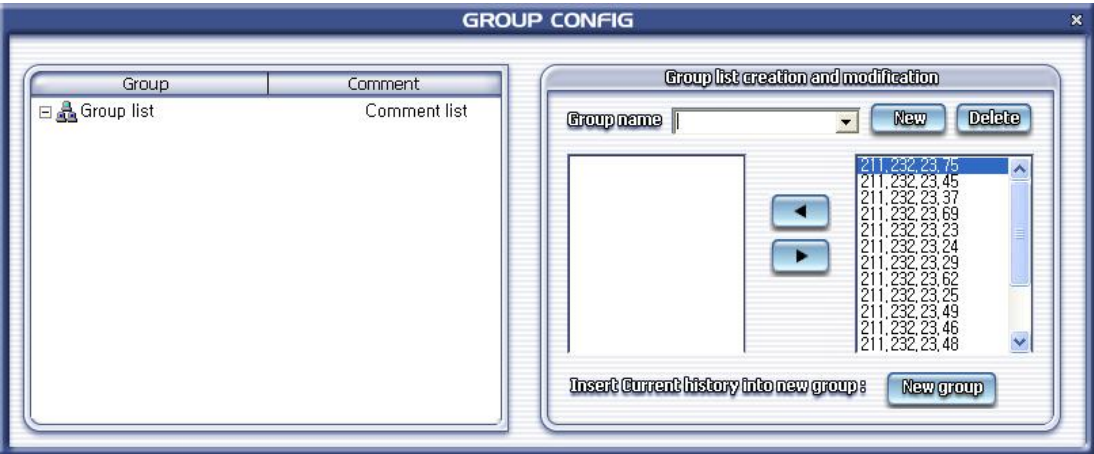 GROUP CONFIG
Group Comment
Group list Comment list
Group list creation and modification
Group name New Delete
211,232,23,75
211,232,23,45
211,232,23,37
211,232,23,69
211,232,23,23
211,232,23,24
211,232,23,29
211,232,23,62
211,232,23,25
211,232,23,49
211,232,23,46
211,232,23,48
Insert Current history into new group : New group